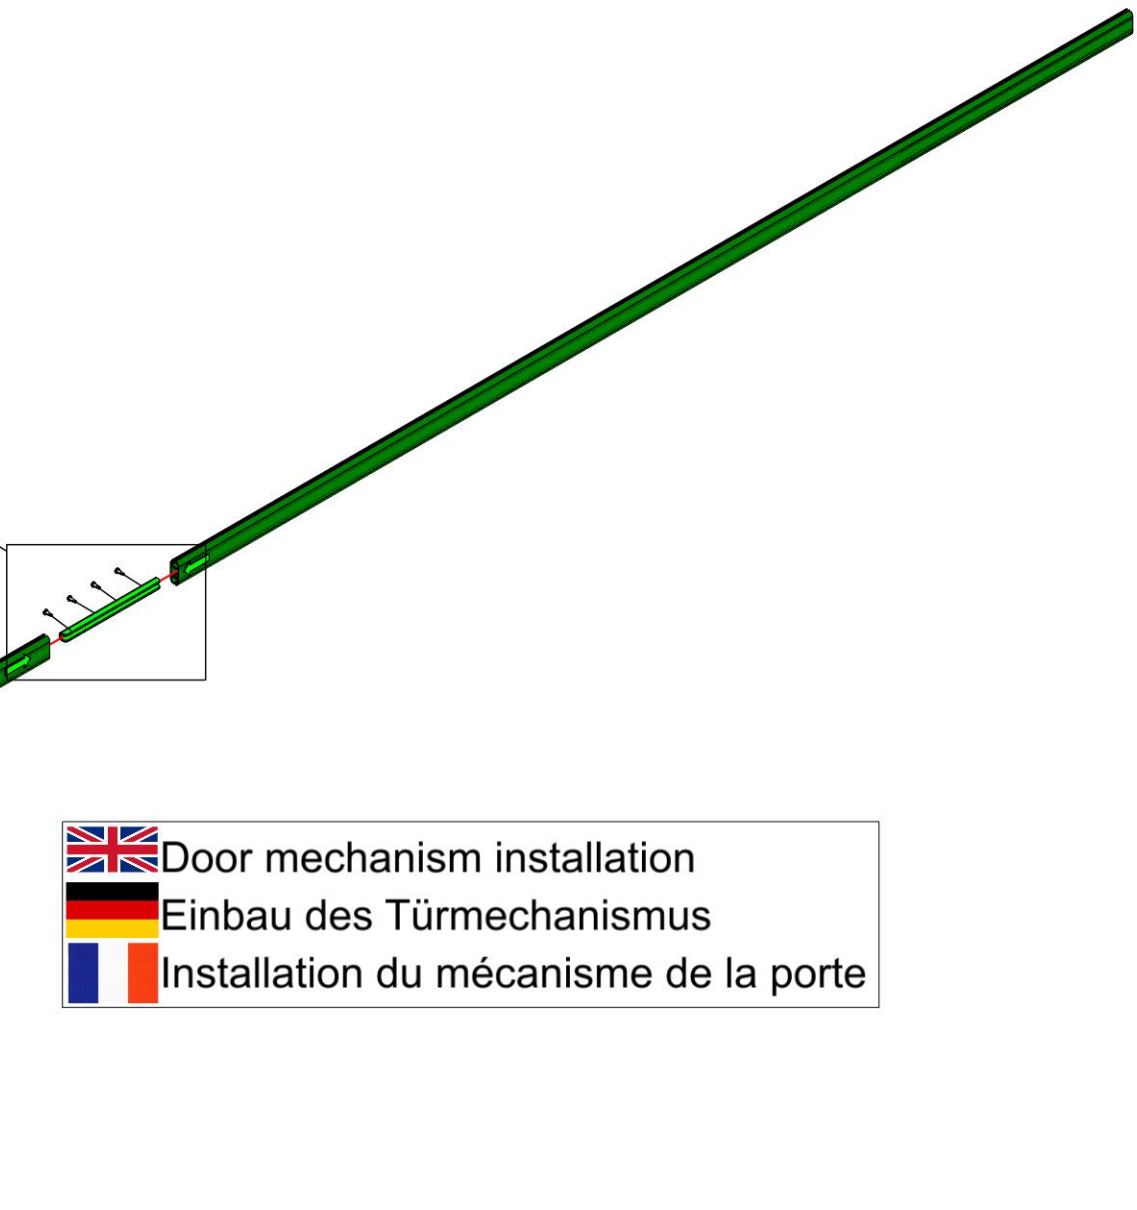 Door mechanism installation
Einbau des Türmechanismus
Installation du mécanisme de la porte